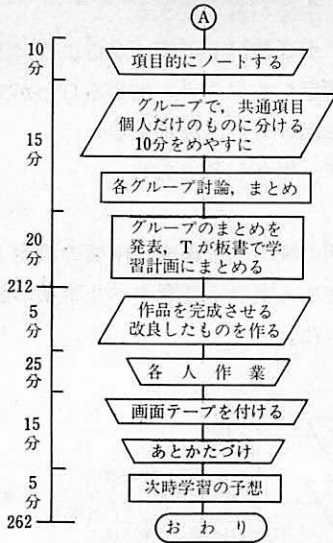 A
10
分
項目的にノートする
グループで,共通項目
個人だけのものに分ける
10分をめやすに
15
分
各グループ討論,まとめ
20
分
グループのまとめを
発表,Tが板書で学
習計画にまとめる
212
5
分
作品を完成させる
改良したものを作る
25
分
各人作業
画面テープを付ける
15
分
あとかたづけ
5
分
次時学習の予想
262
おわり